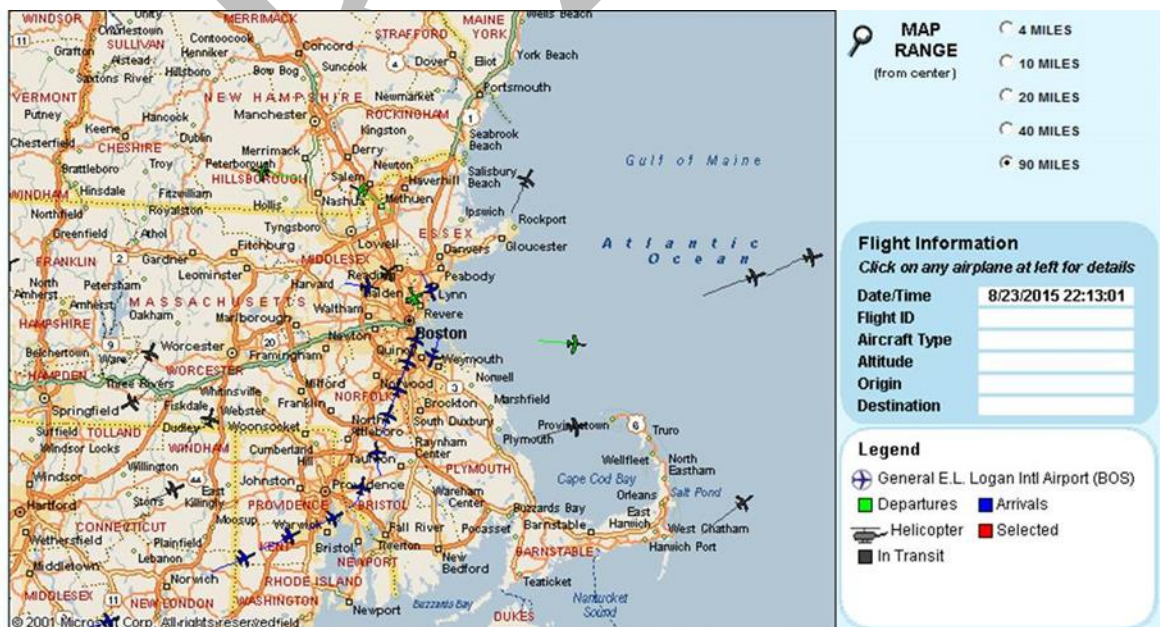 WINDSOR
Unity
MERRIMACK
Contoocook
STRAFFORD
MAINE
YORK
Wells Beach
Charlestown
SULLIVAN
Grafton
Alstead
Henniker
Concord
Dover
Eliot
York Beach
Saxtons River
Hillsboro
Bow Bog
Suncook
Portsmouth
VERMONT
Putney
Hancock
NEW HAMPSHIRE
Newmarket
ROCKINGHAM
Chesterfield
Keene
Dublin
Manchester
Kingston
Seabrook
Beach
CHESHIRE
Troy
Peterborough
Merrimack
Derry
Newton
Salisbury
Beach
Gulf of Maine
Brattleboro
HILLSBOROUGH
Salem
Haverhill
WINDHAM
Hinsdale
Fitzwilliam
Hollis
Nashua
Methuen
Ipswich
Rockport
Northfield
Royalston
Tyngsboro
Greenfield
Athol
Fitchburg
Lowell
ESSEX
Danvers
Gloucester
Atlantic
Ocean
FRANKLIN
Gardner
Leominster
MIDDLESEX
Reading
Peabody
North
Amherst
Petersham
Harvard
Malden
Lynn
Amherst
MASSACHUSETTS
Oakham
Marlborough
Waltham
Revere
HAMPSHIRE
Newton
Boston
Belchertown
Ware
Worcester
Framingham
Quincy
Weymouth
HAMPDEN
Three Rivers
WORCESTER
Milford
Norwood
Norwell
Springfield
Fiskdale
Whitinsville
Webster
Franklin
NORFOLK
Brockton
Marshfield
Suffield
TOLLAND
Dudley
Woonsocket
North
Attleboro
South Duxbury
Plymouth
Provincetown
Truro
Windsor Locks
WINDHAM
Cumberland
Hill
Raynham
Center
Wellfleet
North
Eastham
Windsor
Willington
Johnston
Taunton
PLYMOUTH
Cape Cod Bay
Hartford
Storrs
East
Killingly
Providence
Wareham
Center
Buzzards Bay
Orleans
Salt Pond
CONNECTICUT
Moosup
PROVIDENCE
BRISTOL
Pocasset
Barnstable
East
Harwich
West Chatham
Wethersfield
Plainfield
Warwick
Fall River
Harwich Port
Lebanon
KENT
Bristol
Tiverton
New
Bedford
BARNSTABLE
Middletown
Norwich
RHODE ISLAND
NEWPORT
Teaticket
MIDDLESEX
NEW LONDON
WASHINGTON
Newport
Buzzards Bay
Nantucket
Sound
DUKES
© 2001 Microsoft Corp. All rights reserved
MAP
RANGE
(from center)
4 MILES
10 MILES
20 MILES
40 MILES
90 MILES
Flight Information
Click on any airplane at left for details
Date/Time 8/23/2015 22:13:01
Flight ID
Aircraft Type
Altitude
Origin
Destination
Legend
General E.L. Logan Intl Airport (BOS)
Departures Arrivals
Helicopter Selected
In Transit